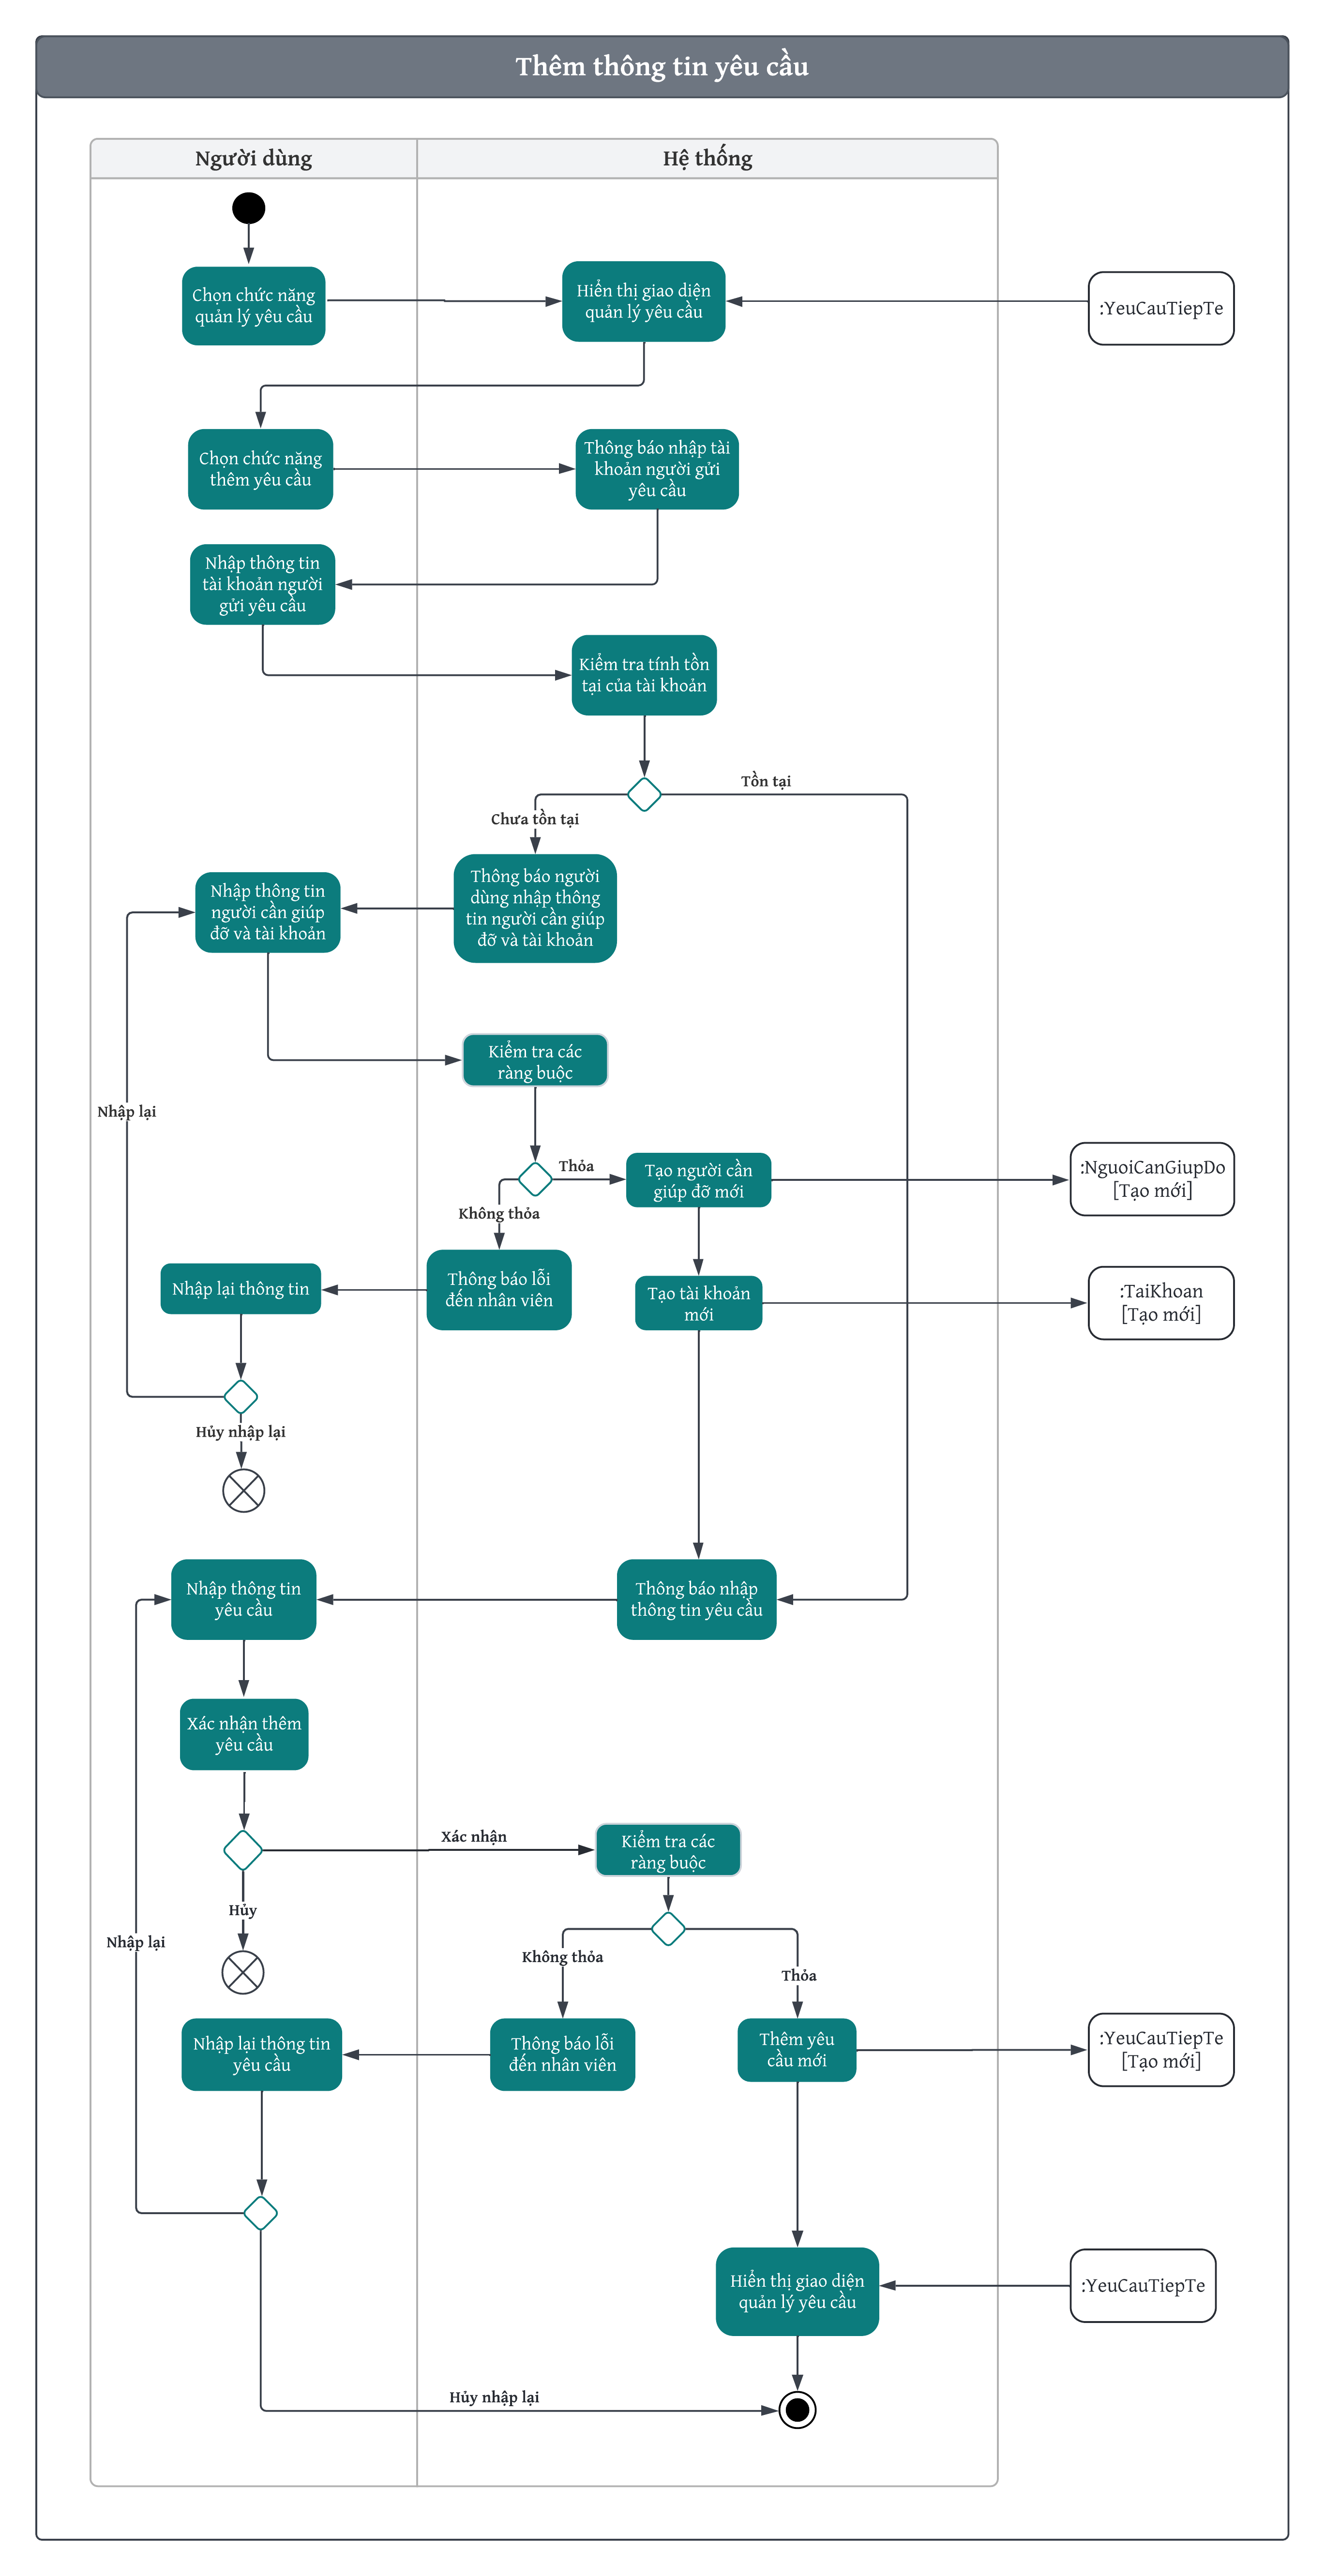 Thêm thông tin yêu cầu
Người dùng
Hệ thống
Chọn chức năng
quản lý yêu cầu
Hiển thị giao diện
quản lý yêu cầu
:YeuCauTiepTe
Chọn chức năng
thêm yêu cầu
Thông báo nhập tài
khoản người gửi
yêu cầu
Nhập thông tin
tài khoản người
gửi yêu cầu
Kiểm tra tính tồn
tại của tài khoản
Tồn tại
Chưa tồn tại
Thông báo người
dùng nhập thông
tin người cần giúp
đỡ và tài khoản
Nhập thông tin
người cần giúp
đỡ và tài khoản
Kiểm tra các
ràng buộc
Nhập lại
Thỏa
Không thỏa
Tạo người cần
giúp đỡ mới
:NguoiCanGiupDo
[Tạo mới]
Thông báo lỗi
đến nhân viên
Nhập lại thông tin
Tạo tài khoản
mới
:TaiKhoan
[Tạo mới]
Hủy nhập lại
Thông báo nhập
thông tin yêu cầu
Nhập thông tin
yêu cầu
Xác nhận thêm
yêu cầu
Xác nhận
Kiểm tra các
ràng buộc
Hủy
Nhập lại
Không thỏa
Thỏa
Nhập lại thông tin
yêu cầu
Thông báo lỗi
đến nhân viên
Thêm yêu
cầu mới
:YeuCauTiepTe
[Tạo mới]
Hiển thị giao diện
quản lý yêu cầu
:YeuCauTiepTe
Hủy nhập lại